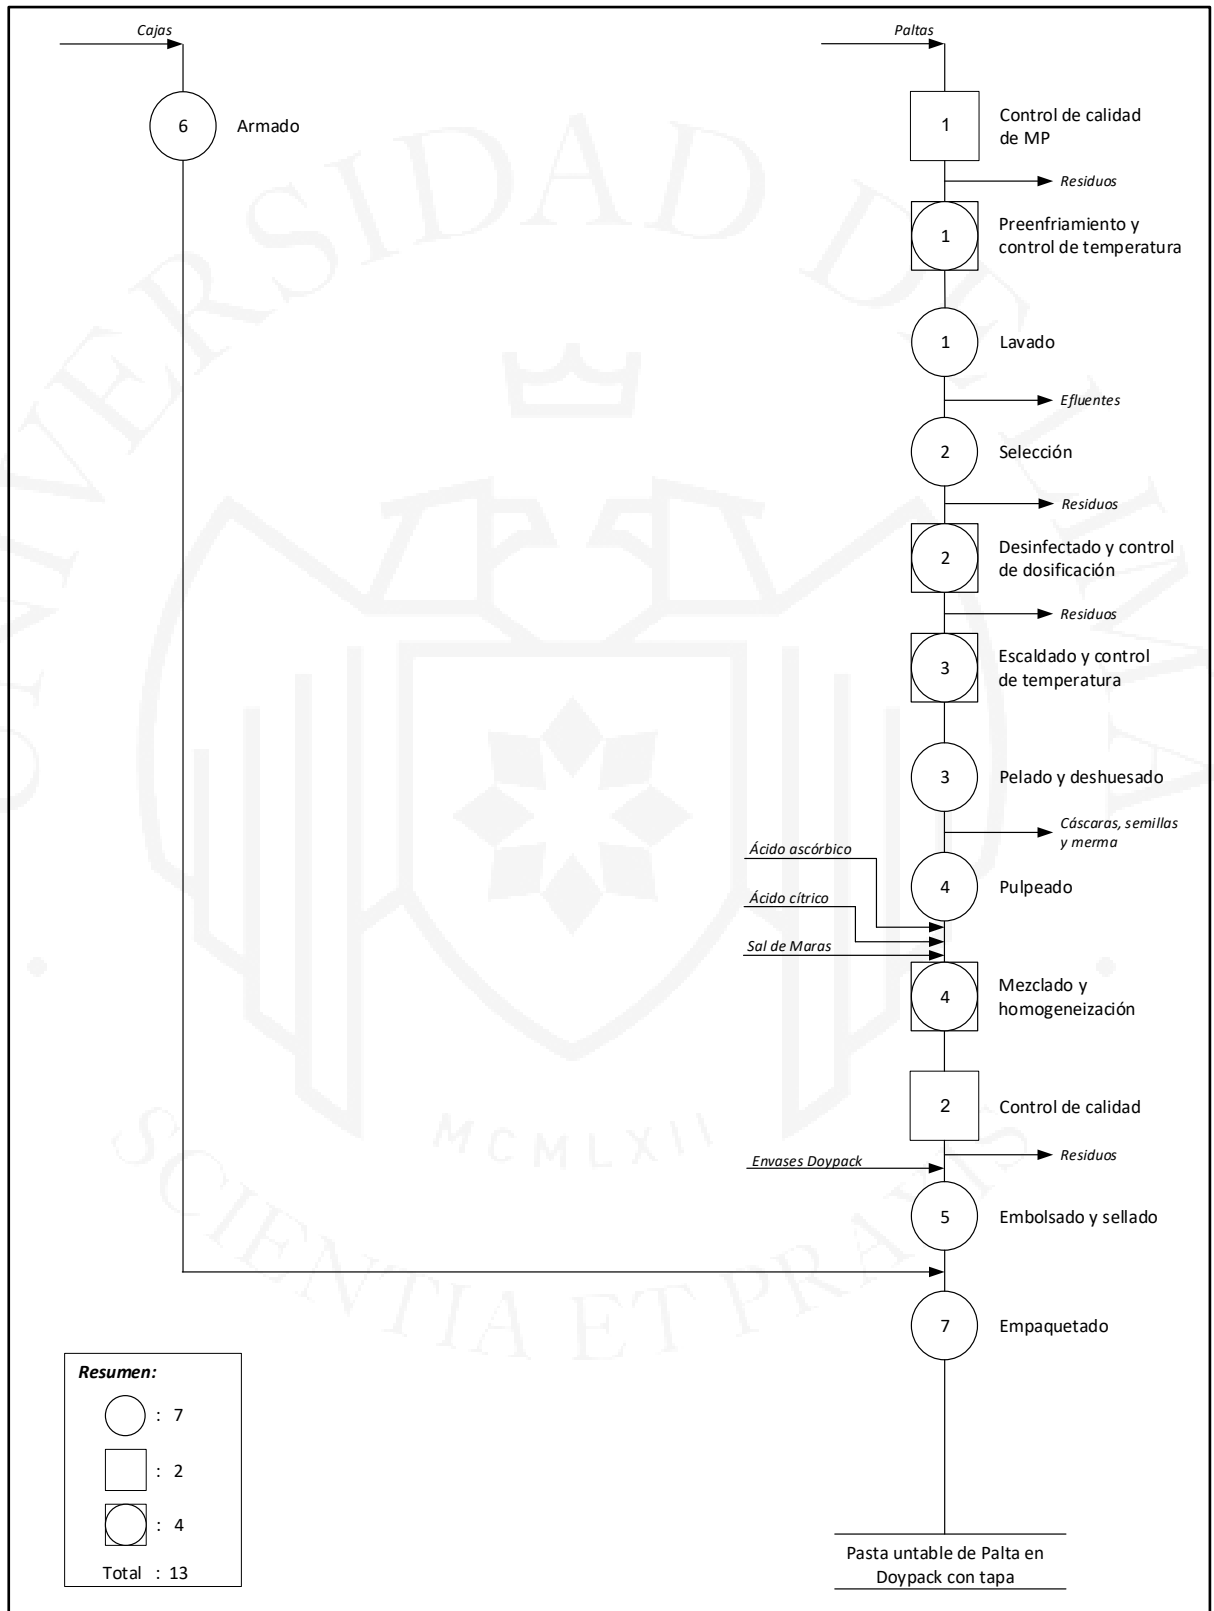 Cajas
Paltas
6
Armado
1
Control de calidad
de MP
Residuos
1
Preenfriamiento y
control de temperatura
1
Lavado
Efluentes
2
Selección
Residuos
2
Desinfectado y control
de dosificación
Residuos
3
Escaldado y control
de temperatura
3
Pelado y deshuesado
Cáscaras, semillas
y merma
Ácido ascórbico
4
Pulpeado
Ácido cítrico
Sal de Maras
4
Mezclado y
homogeneización
2
Control de calidad
Residuos
Envases Doypack
5
Embolsado y sellado
7
Empaquetado
Resumen:
: 7
: 2
: 4
Total : 13
Pasta untable de Palta en
Doypack con tapa
UNIVERSIDAD DE LIMA
MCMLXII
SCIENTIA ET PRAXIS